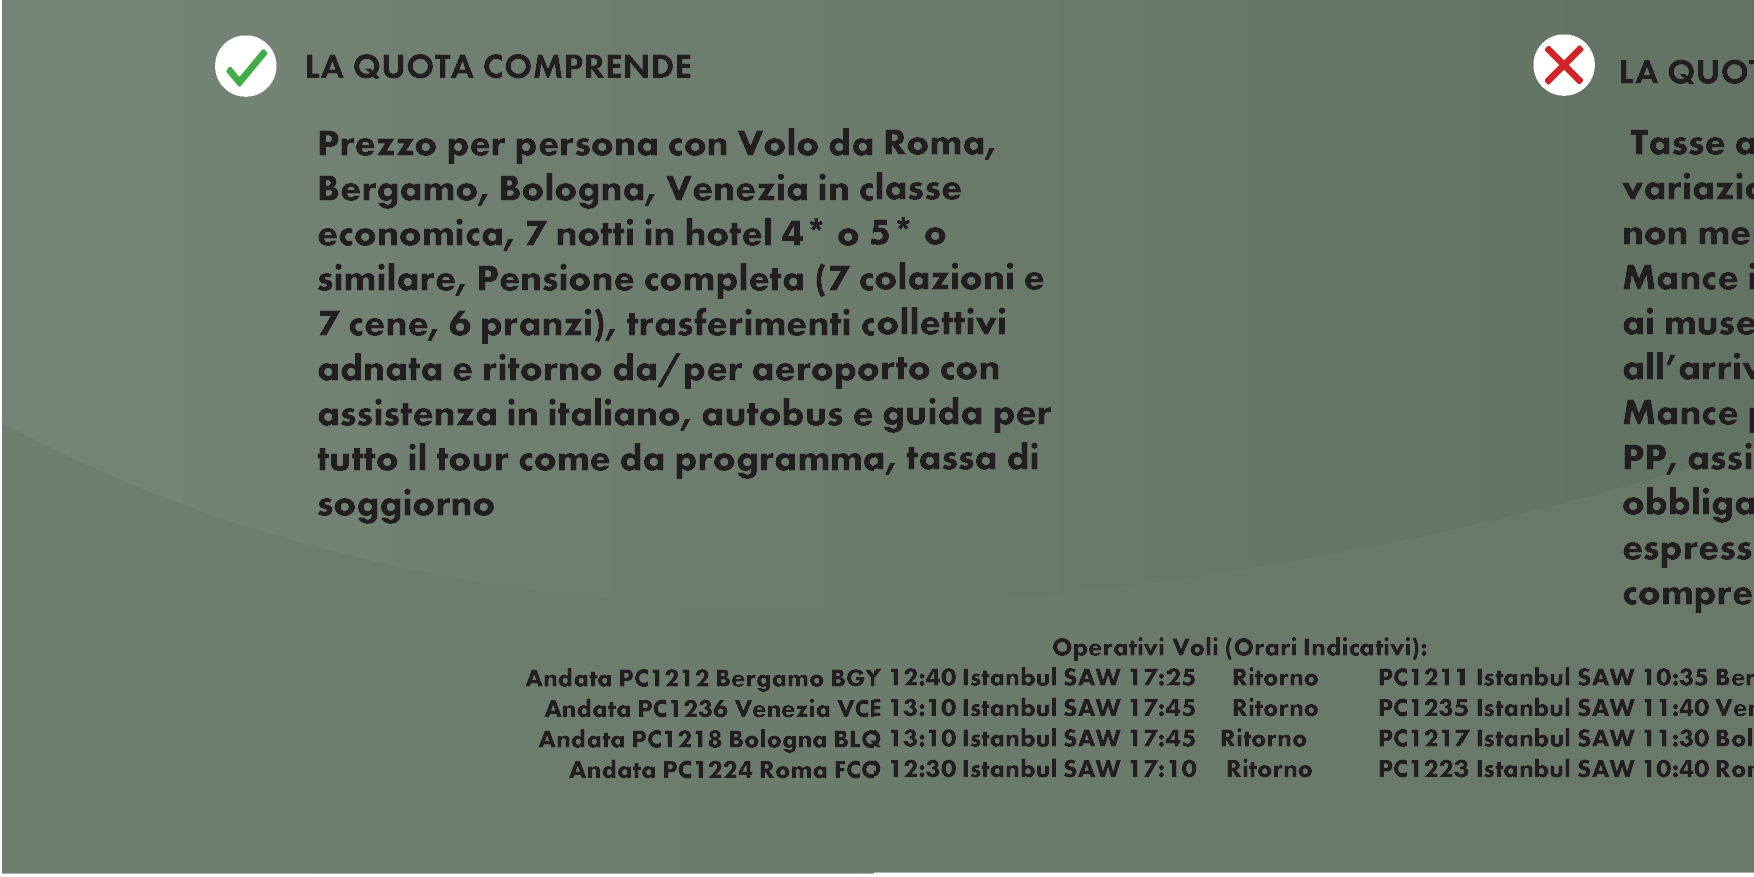 LA QUOTA COMPRENDE
Prezzo per persona con Volo da Roma,
Bergamo, Bologna, Venezia in classe
economica, 7 notti in hotel 4* o 5* o
similare, Pensione completa (7 colazioni e
7 cene, 6 pranzi), trasferimenti collettivi
adnata e ritorno da/per aeroporto con
assistenza in italiano, autobus e guida per
tutto il tour come da programma, tassa di
soggiorno
LA
Tasse
non
Mance
ai
Mance
PP,
Operativi Voli (Orari Indicativi):
Andata PC1212 Bergamo BGY 12:40 Istanbul SAW 17:25 Ritorno PC1211 Istanbul SAW 10:35
Andata PC1236 Venezia VCE 13:10 Istanbul SAW 17:45 Ritorno PC1235 Istanbul SAW 11:40
Andata PC1218 Bologna BLQ 13:10 Istanbul SAW 17:45 Ritorno PC1217 Istanbul SAW 11:30
Andata PC1224 Roma FCO 12:30 Istanbul SAW 17:10 Ritorno PC1223 Istanbul SAW 10:40